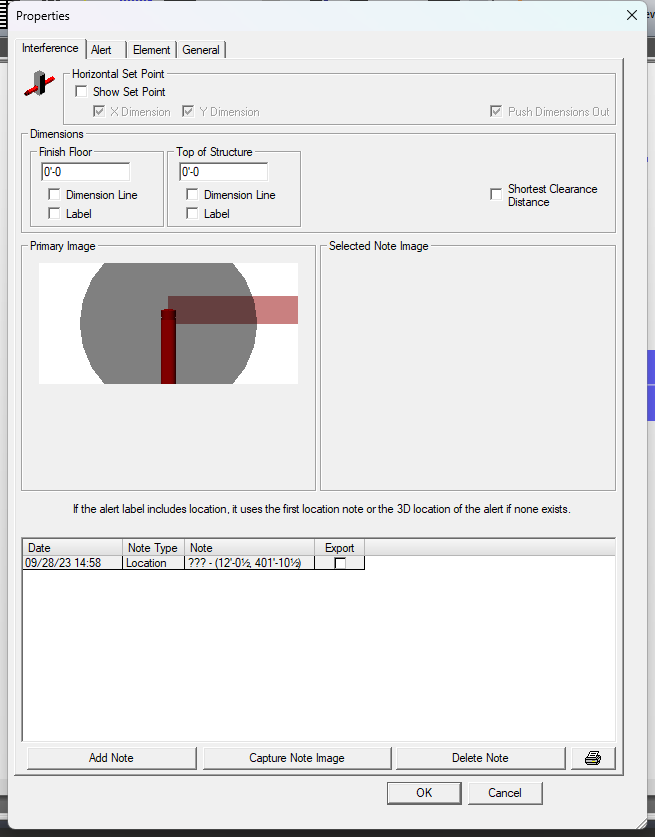 Properties
Interference Alert Element General
Horizontal Set Point
Show Set Point
X Dimension Y Dimension Push Dimensions Out
Dimensions
Finish Floor Top of Structure
0'-0 0'-0
Dimension Line Dimension Line
Label Label
Shortest Clearance
Distance
Primary Image Selected Note Image
If the alert label includes location, it uses the first location note or the 3D location of the alert if none exists.
Date Note Type Note Export
09/28/23 14:58 Location ??? - (12'-0½, 401'-10½)
Add Note Capture Note Image Delete Note
OK Cancel